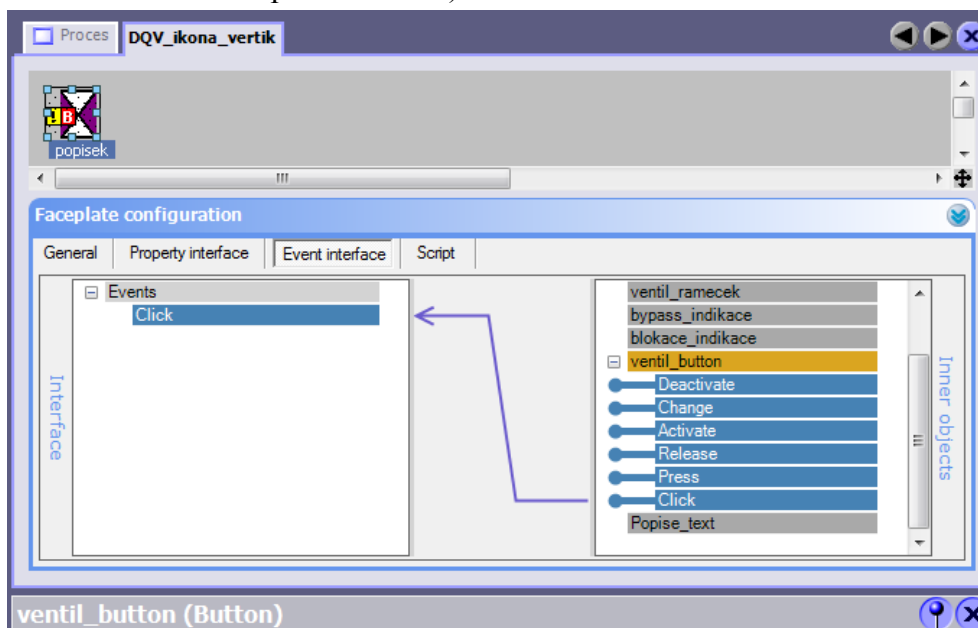 Proces DQV_ikona_vertik
B
popisek
Faceplate configuration
General Property interface Event interface Script
Events
Click
Interface
ventil_ramecek
bypass_indikace
blokace_indikace
ventil_button
Deactivate
Change
Activate
Release
Press
Click
Popise_text
Inner objects
ventil_button (Button)